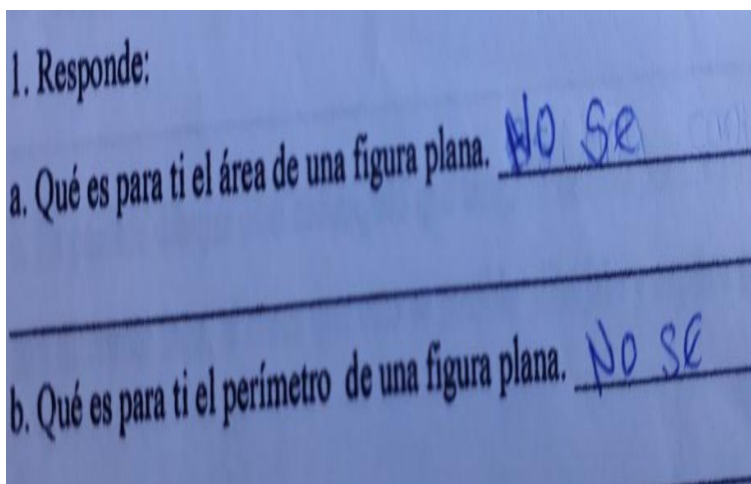 1. Responde:
a. Qué es para ti el área de una figura plana. No se
b. Qué es para ti el perímetro de una figura plana. No se